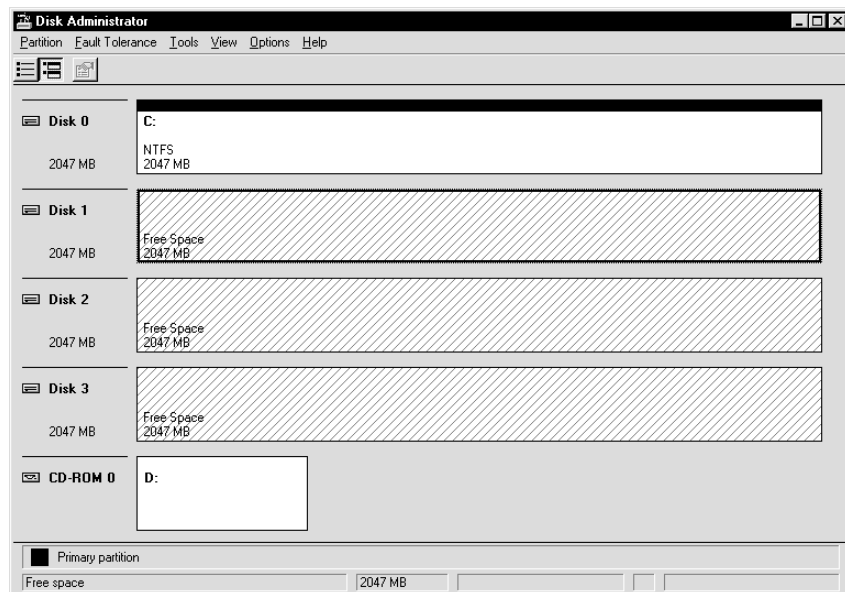 Disk Administrator
Partition Fault Tolerance Tools View Options Help
Disk 0
2047 MB
C:
NTFS
2047 MB
Disk 1
2047 MB
Free Space
2047 MB
Disk 2
2047 MB
Free Space
2047 MB
Disk 3
2047 MB
Free Space
2047 MB
CD-ROM 0
D:
Primary partition
Free space 2047 MB